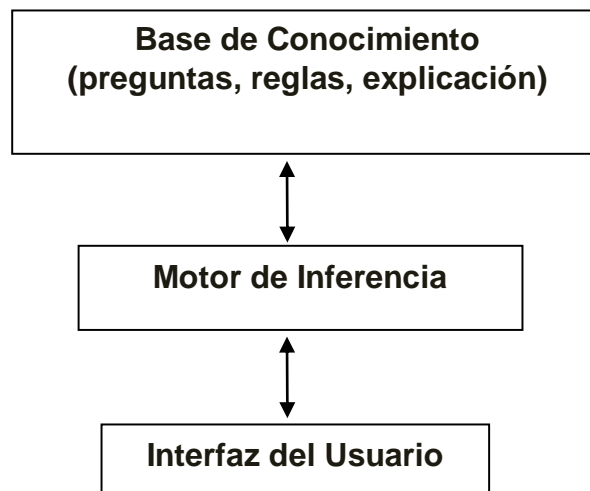 Base de Conocimiento
(preguntas, reglas, explicación)
Motor de Inferencia
Interfaz del Usuario